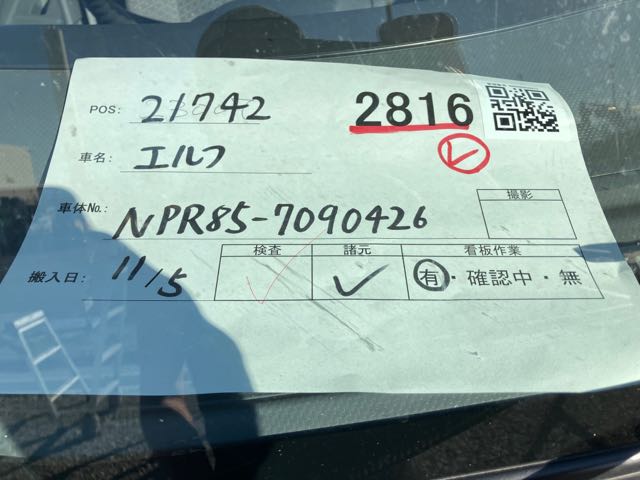 POS: 21742
2816
車名: エルフ
車体No.: NPR85-7090426
撮影
搬入日: 11/5
検査 諸元 看板作業
有・確認中・無